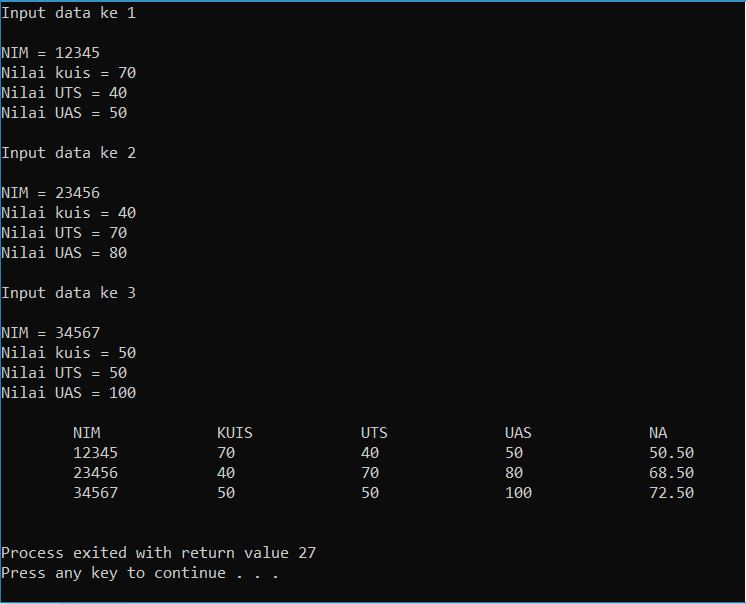 Input data ke 1
NIM = 12345
Nilai kuis = 70
Nilai UTS = 40
Nilai UAS = 50
Input data ke 2
NIM = 23456
Nilai kuis = 40
Nilai UTS = 70
Nilai UAS = 80
Input data ke 3
NIM = 34567
Nilai kuis = 50
Nilai UTS = 50
Nilai UAS = 100
NIM KUIS UTS UAS NA
12345 70 40 50 50.50
23456 40 70 80 68.50
34567 50 50 100 72.50
Process exited with return value 27
Press any key to continue . . .